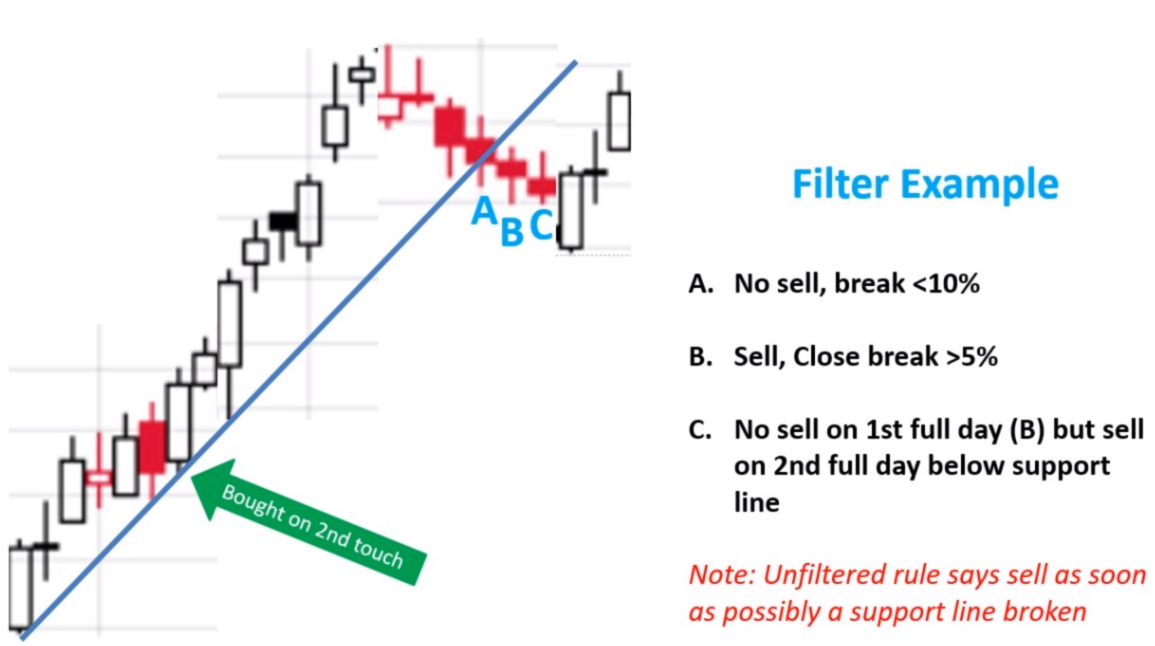 A
B
C
Bought on 2nd touch
Filter Example
A. No sell, break <10%
B. Sell, Close break >5%
C. No sell on 1st full day (B) but sell
on 2nd full day below support
line
Note: Unfiltered rule says sell as soon
as possibly a support line broken